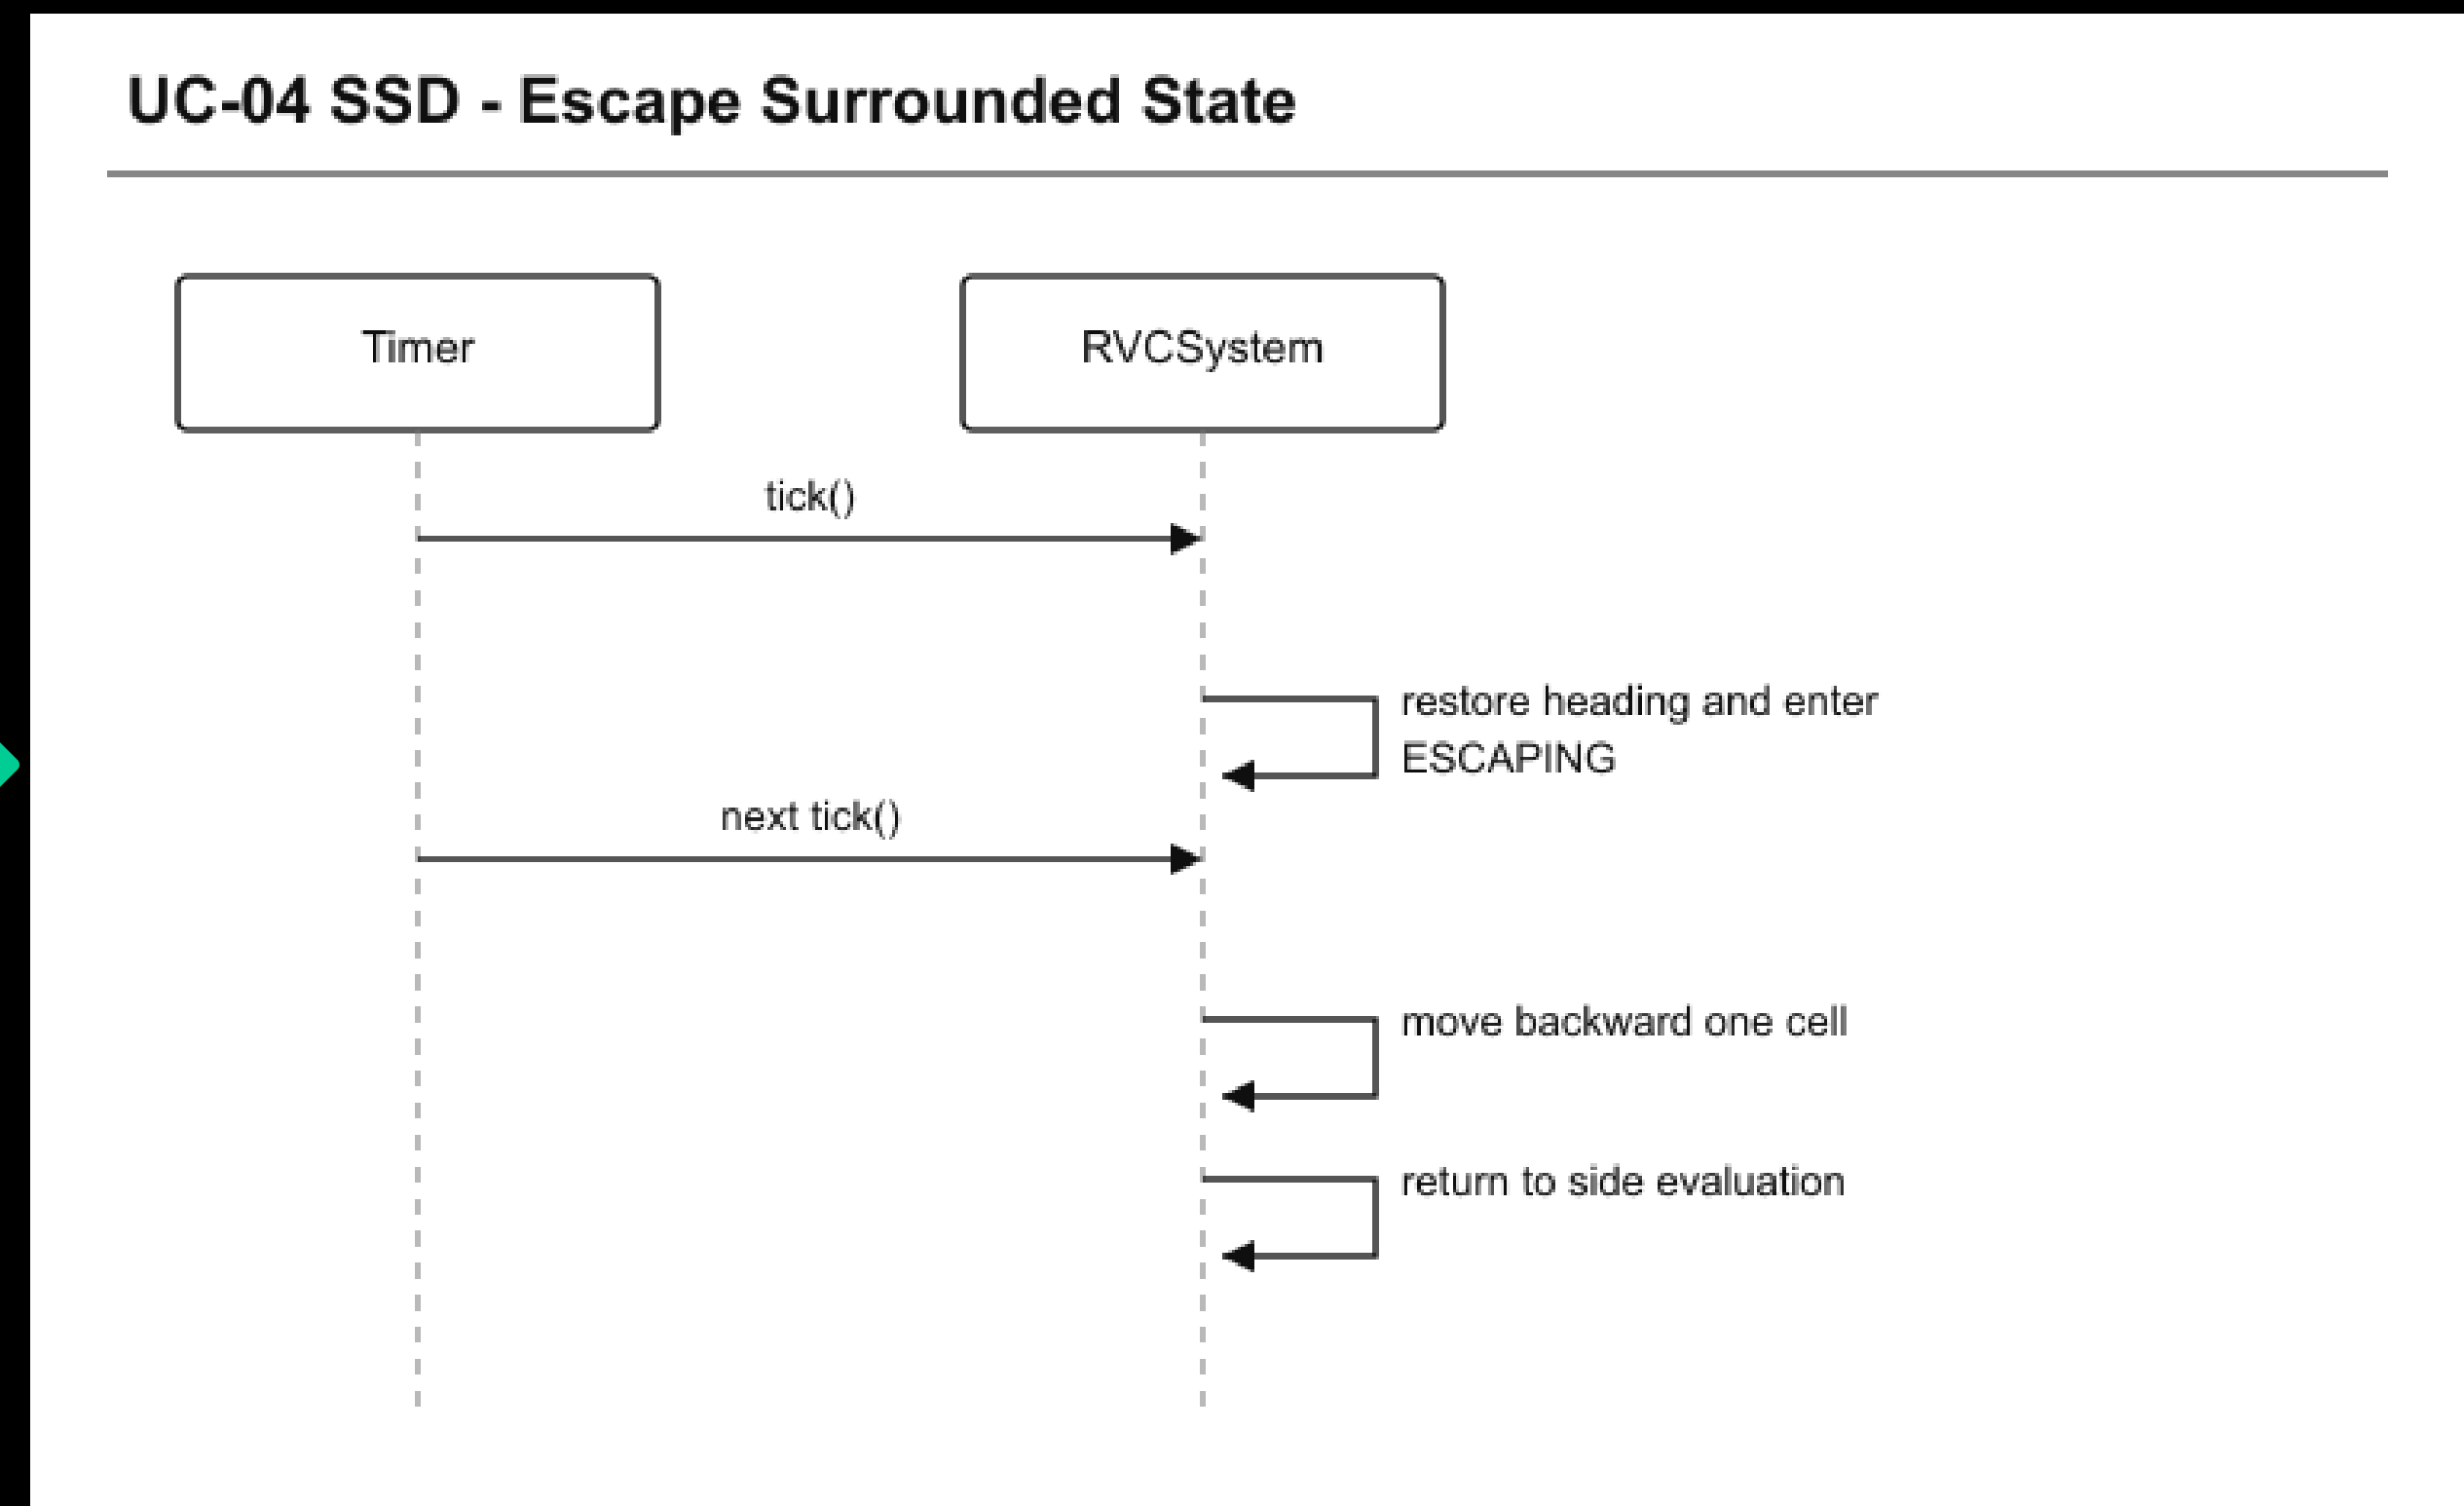 UC-04 SSD - Escape Surrounded State
Timer
RVCSystem
tick()
restore heading and enter
ESCAPING
next tick()
move backward one cell
return to side evaluation